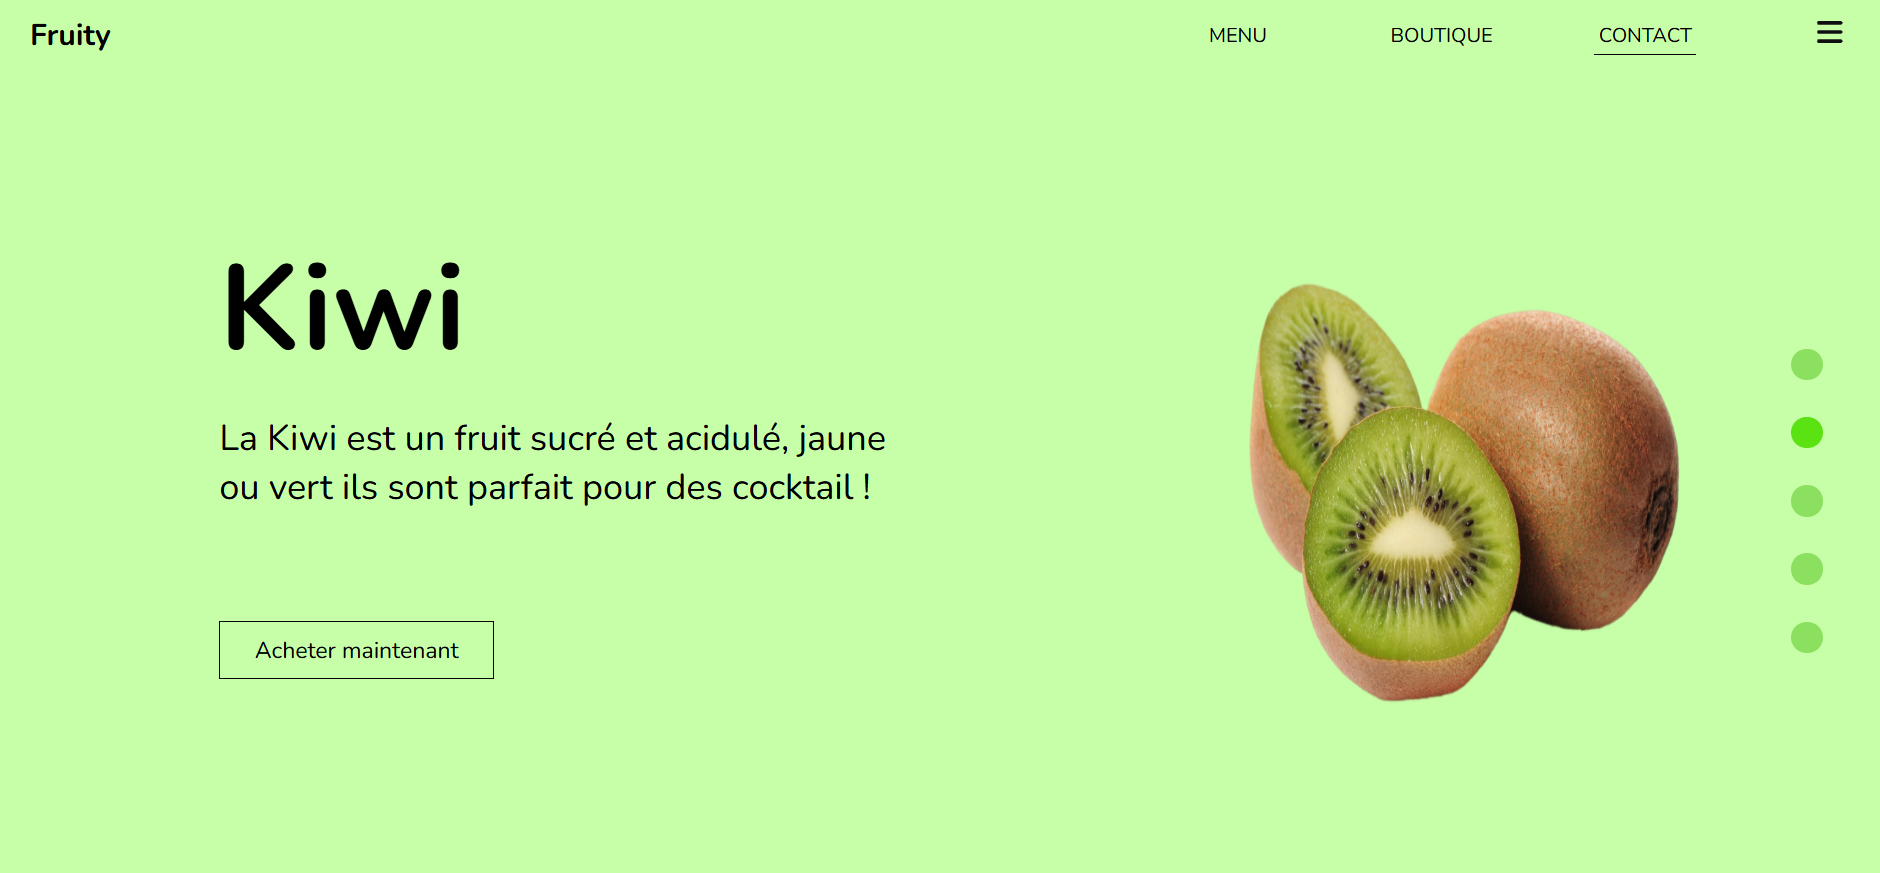 Fruity
MENU
BOUTIQUE
CONTACT
Kiwi
La Kiwi est un fruit sucré et acidulé, jaune
ou vert ils sont parfait pour des cocktail !
Acheter maintenant